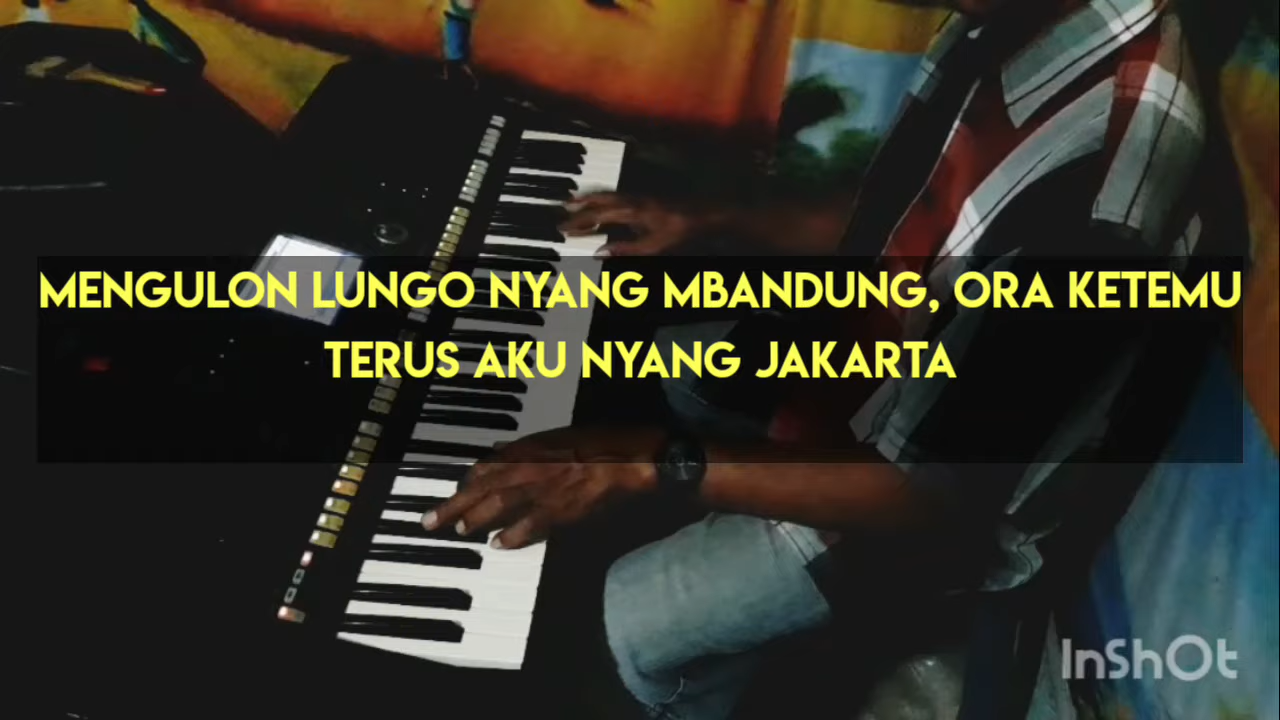 MENGULON LUNGO NYANG MBANDUNG, ORA KETEMU
TERUS AKU NYANG JAKARTA
InShOt